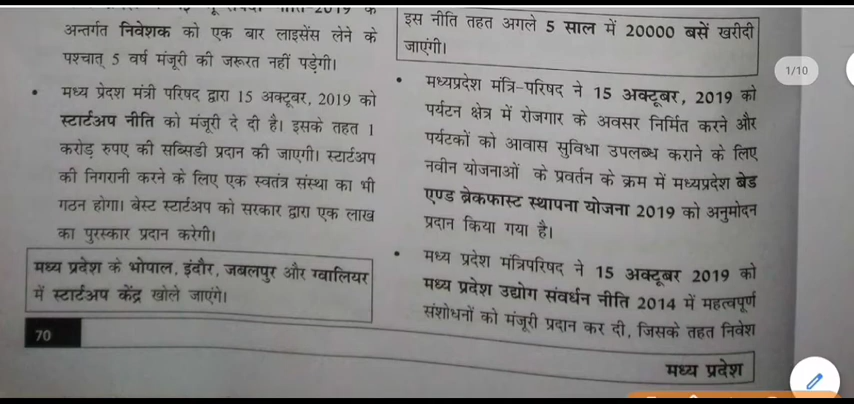 नीति-2019 के
अन्तर्गत निवेशक को एक बार लाइसेंस लेने के
पश्चात् 5 वर्ष मंजूरी की जरूरत नहीं पड़ेगी।
• मध्य प्रेदश मंत्री परिषद द्वारा 15 अक्टूबर, 2019 को
स्टार्टअप नीति को मंजूरी दे दी है। इसके तहत 1
करोड़ रुपए की सब्सिडी प्रदान की जाएगी। स्टार्टअप
की निगरानी करने के लिए एक स्वतंत्र संस्था का भी
गठन होगा। बेस्ट स्टार्टअप को सरकार द्वारा एक लाख
का पुरस्कार प्रदान करेगी।
मध्य प्रदेश के भोपाल, इंदौर, जबलपुर और ग्वालियर
में स्टार्टअप केंद्र खोले जाएंगे।
70
इस नीति तहत अगले 5 साल में 20000 बसें खरीदी
जाएंगी।
• मध्यप्रदेश मंत्रि-परिषद ने 15 अक्टूबर, 2019 को
पर्यटन क्षेत्र में रोजगार के अवसर निर्मित करने और
पर्यटकों को आवास सुविधा उपलब्ध कराने के लिए
नवीन योजनाओं के प्रवर्तन के क्रम में मध्यप्रदेश बेड
एण्ड ब्रेकफास्ट स्थापना योजना 2019 को अनुमोदन
प्रदान किया गया है।
• मध्य प्रदेश मंत्रिपरिषद ने 15 अक्टूबर 2019 को
मध्य प्रदेश उद्योग संवर्धन नीति 2014 में महत्वपूर्ण
संशोधनों को मंजूरी प्रदान कर दी, जिसके तहत निवेश
मध्य प्रदेश
1/10